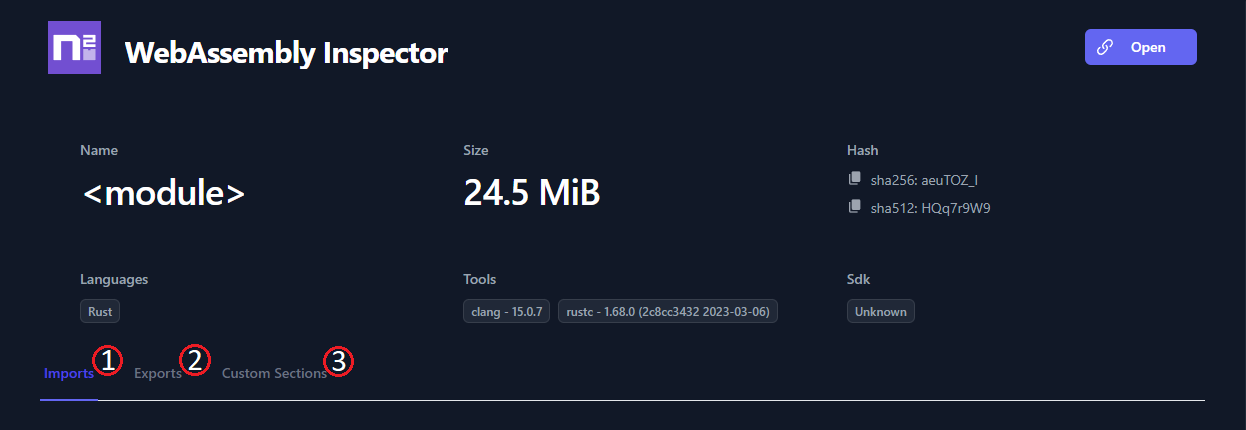 n2
WebAssembly Inspector
Open
Name
Size
Hash
<module>
24.5 MiB
sha256: aeuTOZ_I
sha512: HQq7r9W9
Languages
Tools
Sdk
Rust
clang - 15.0.7
rustc - 1.68.0 (2c8cc3432 2023-03-06)
Unknown
Imports 1
Exports 2
Custom Sections 3